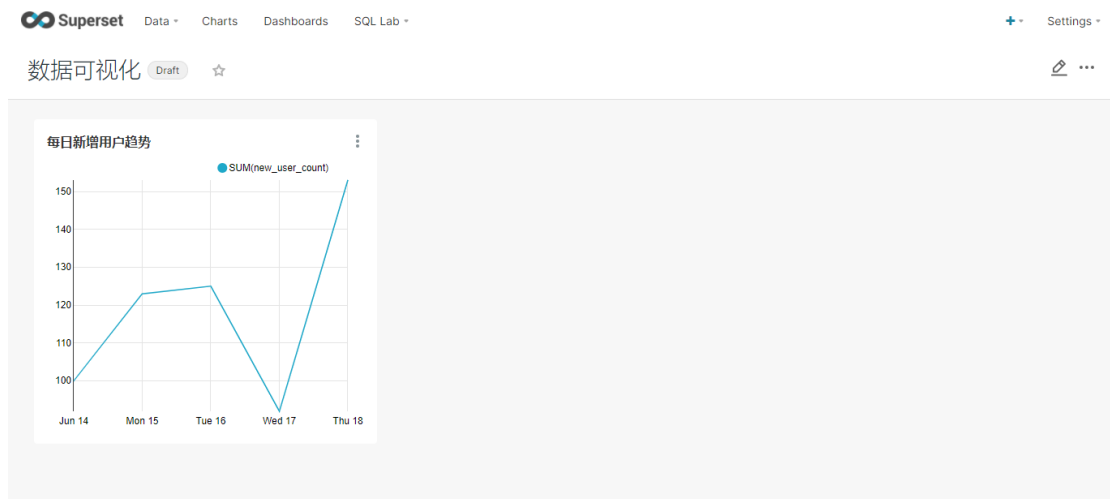 Superset Data Charts Dashboards SQL Lab + Settings
数据可视化 Draft
每日新增用户趋势
SUM(new_user_count)
150
140
130
120
110
100
Jun 14 Mon 15 Tue 16 Wed 17 Thu 18